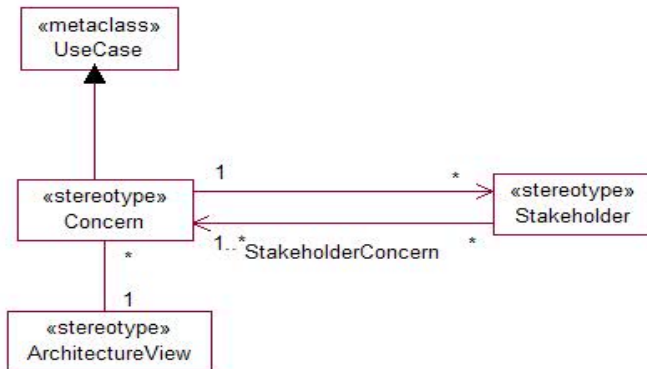 «metaclass»
UseCase
«stereotype»
Concern
1
*
«stereotype»
Stakeholder
1..*
StakeholderConcern
*
*
1
«stereotype»
ArchitectureView